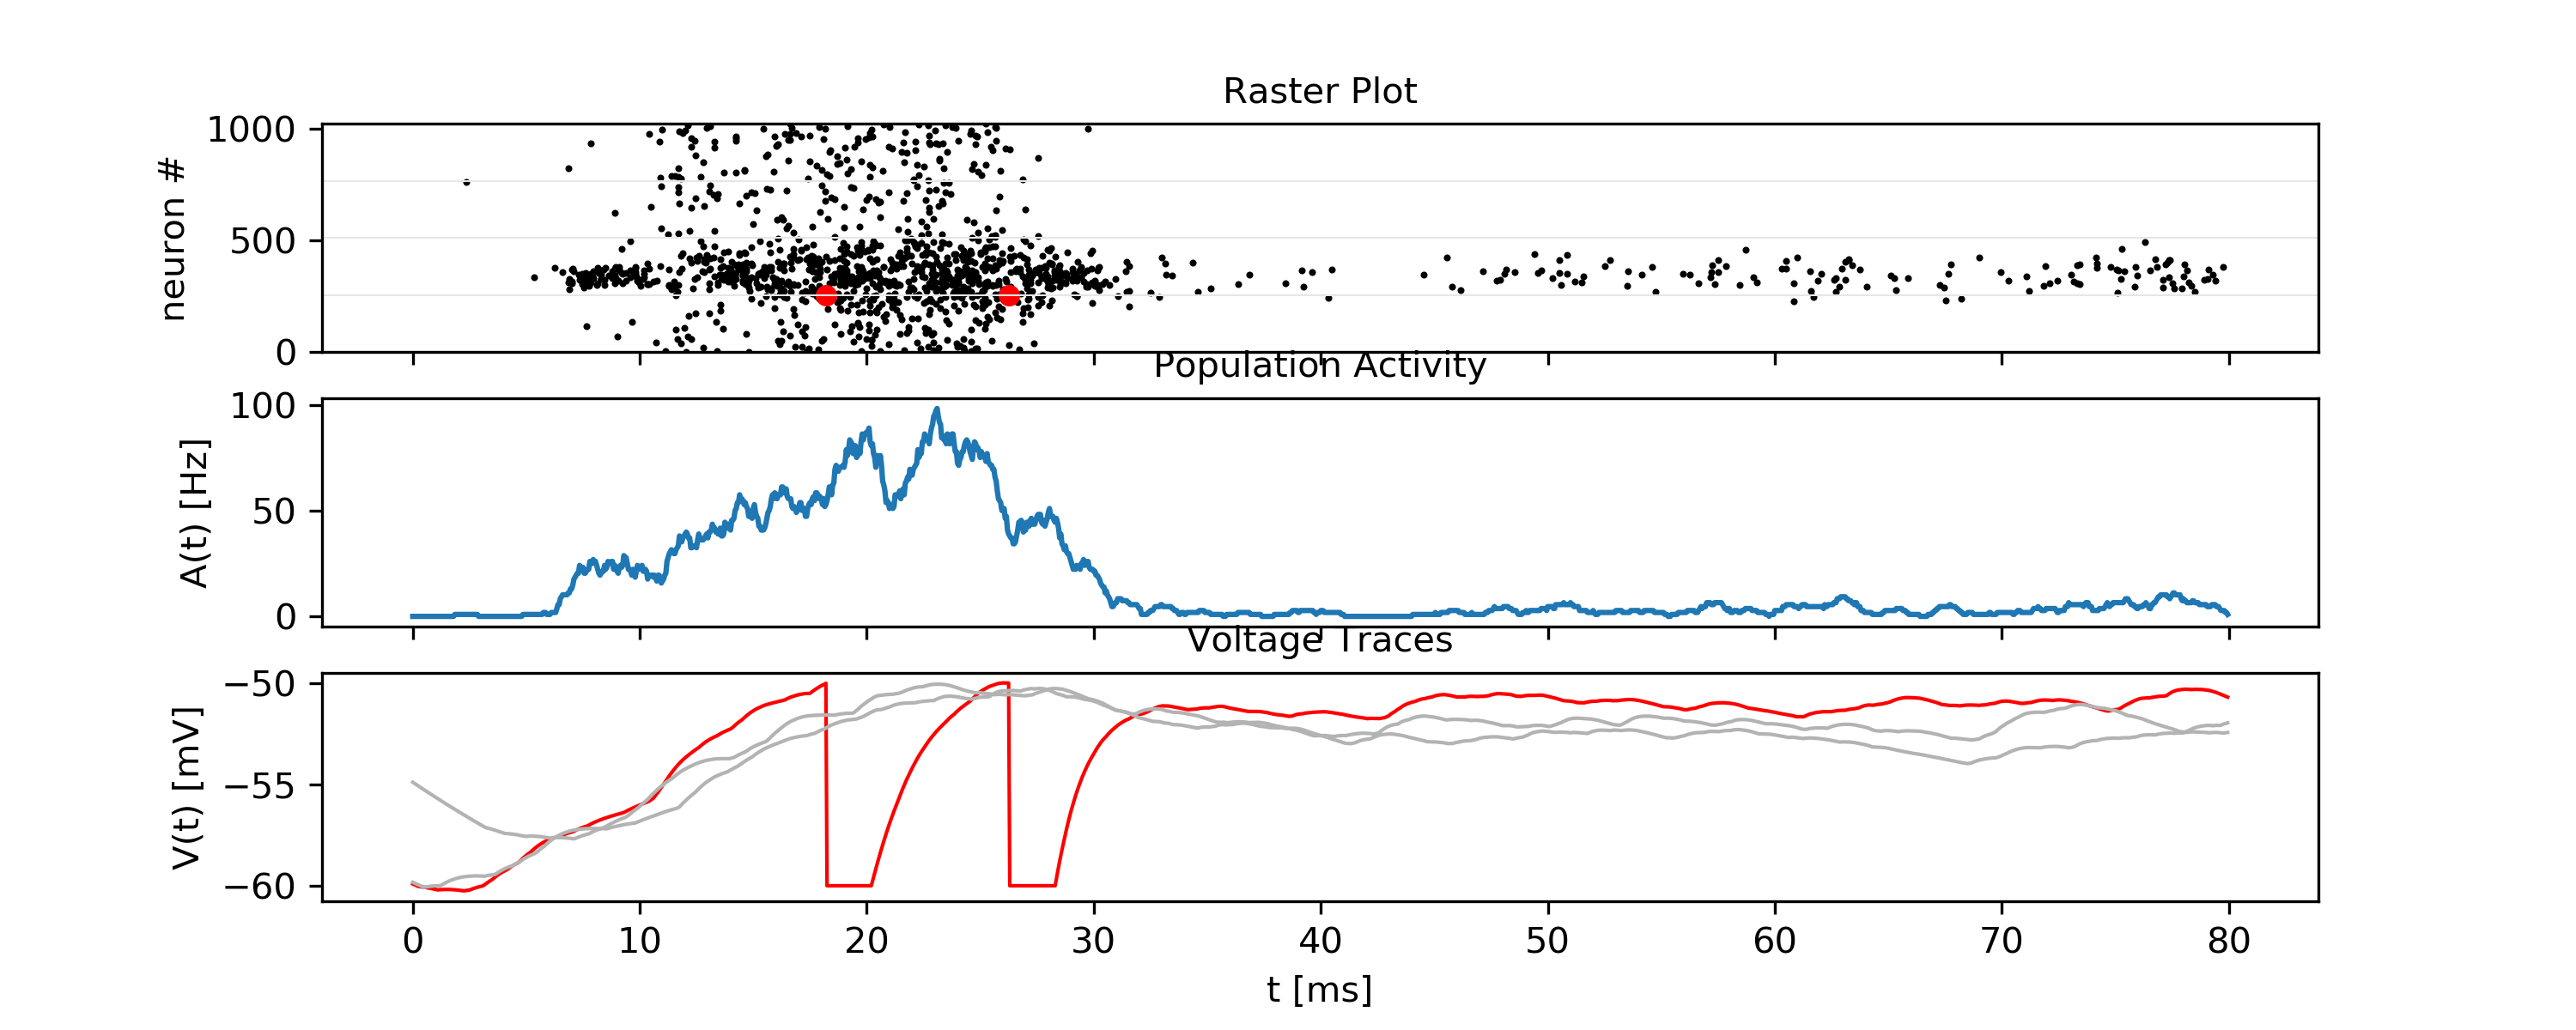 Raster Plot
1000
500
0
neuron #
Population Activity
100
50
0
A(t) [Hz]
Voltage Traces
−50
−55
−60
V(t) [mV]
0 10 20 30 40 50 60 70 80
t [ms]